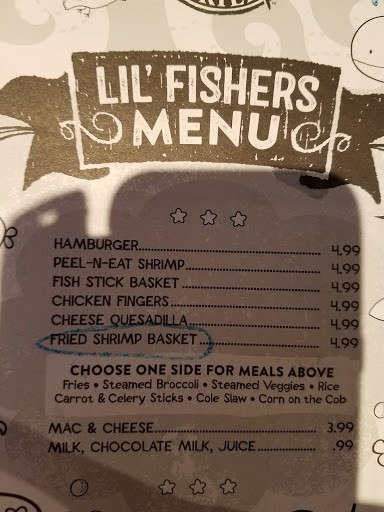 LIL' FISHERS
MENU
HAMBURGER 4.99
PEEL-N-EAT SHRIMP 4.99
FISH STICK BASKET 4.99
CHICKEN FINGERS 4.99
CHEESE QUESADILLA 4.99
FRIED SHRIMP BASKET 4.99
CHOOSE ONE SIDE FOR MEALS ABOVE
Fries • Steamed Broccoli • Steamed Veggies • Rice
Carrot & Celery Sticks • Cole Slaw • Corn on the Cob
MAC & CHEESE 3.99
MILK, CHOCOLATE MILK, JUICE .99